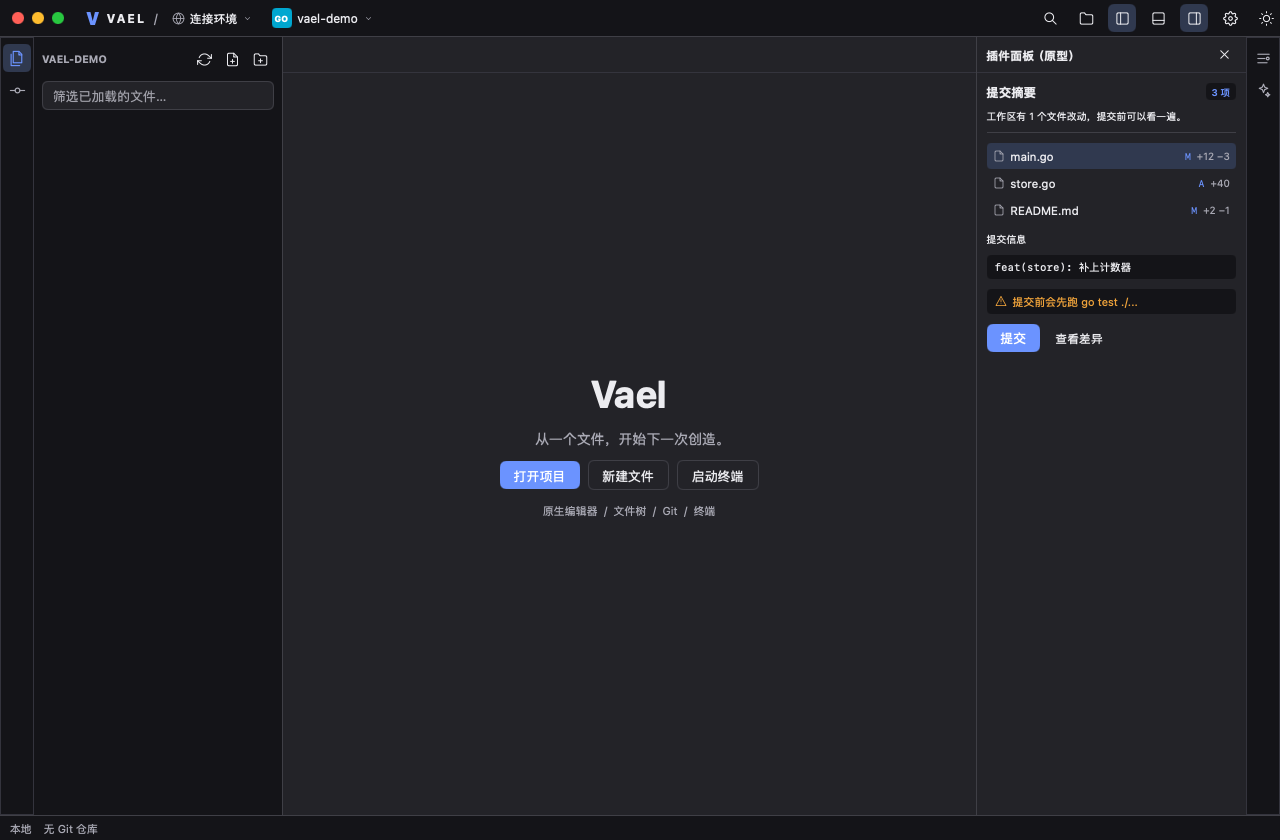 V VAEL / 连接环境 GO vael-demo
VAEL-DEMO
筛选已加载的文件...
Vael
从一个文件，开始下一次创造。
打开项目 新建文件 启动终端
原生编辑器 / 文件树 / Git / 终端
插件面板 (原型)
提交摘要 3 项
工作区有 1 个文件改动，提交前可以看一遍。
main.go M +12 −3
store.go A +40
README.md M +2 −1
提交信息
feat(store): 补上计数器
提交前会先跑 go test ./...
提交 查看差异
本地 无 Git 仓库